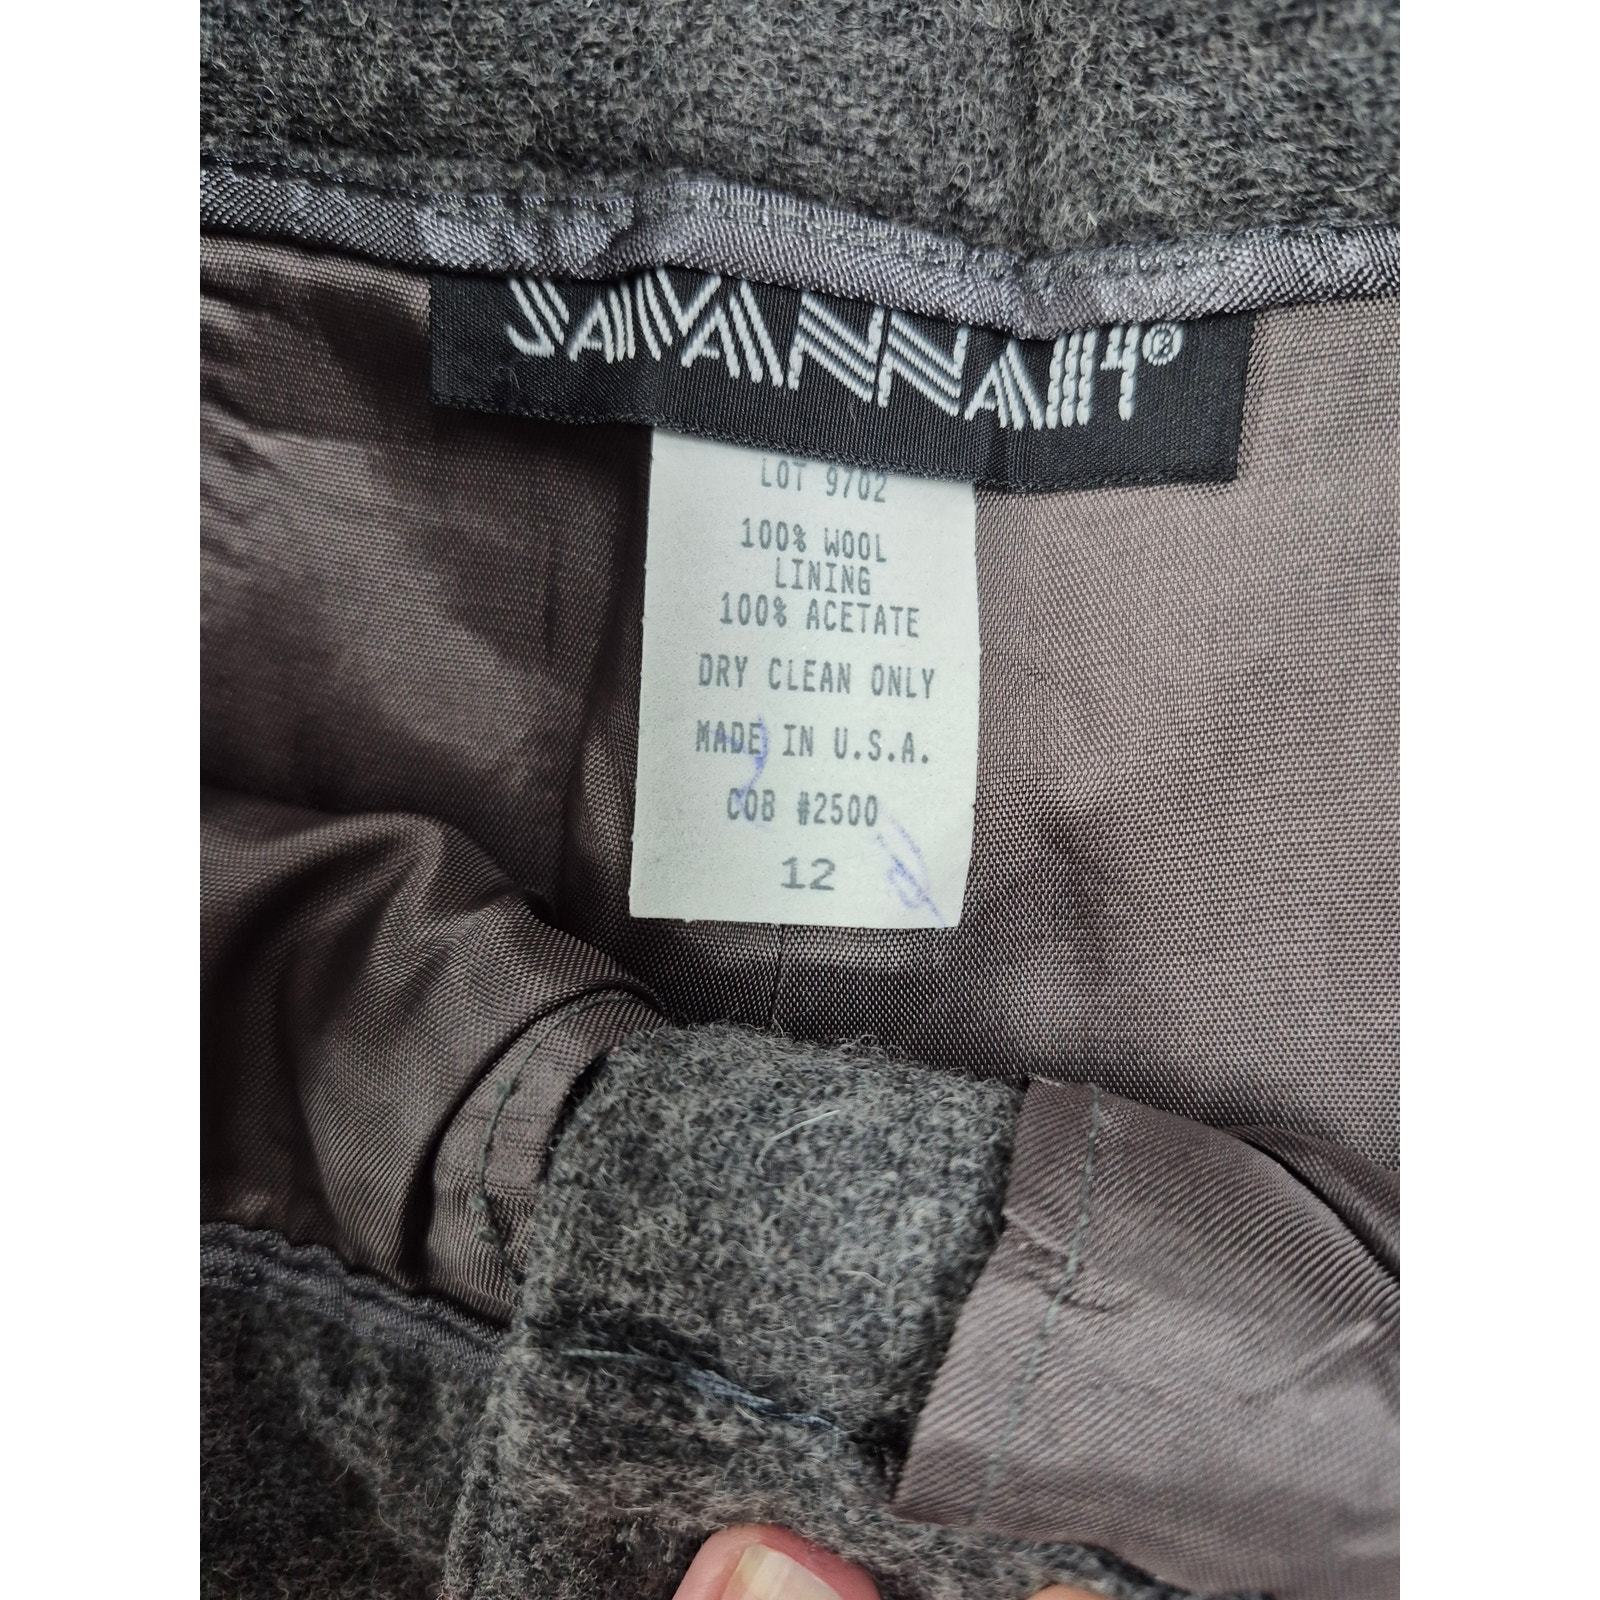 SAVANNAH®
LOT 9702
100% WOOL
LINING
100% ACETATE
DRY CLEAN ONLY
MADE IN U.S.A.
COB #2500
12